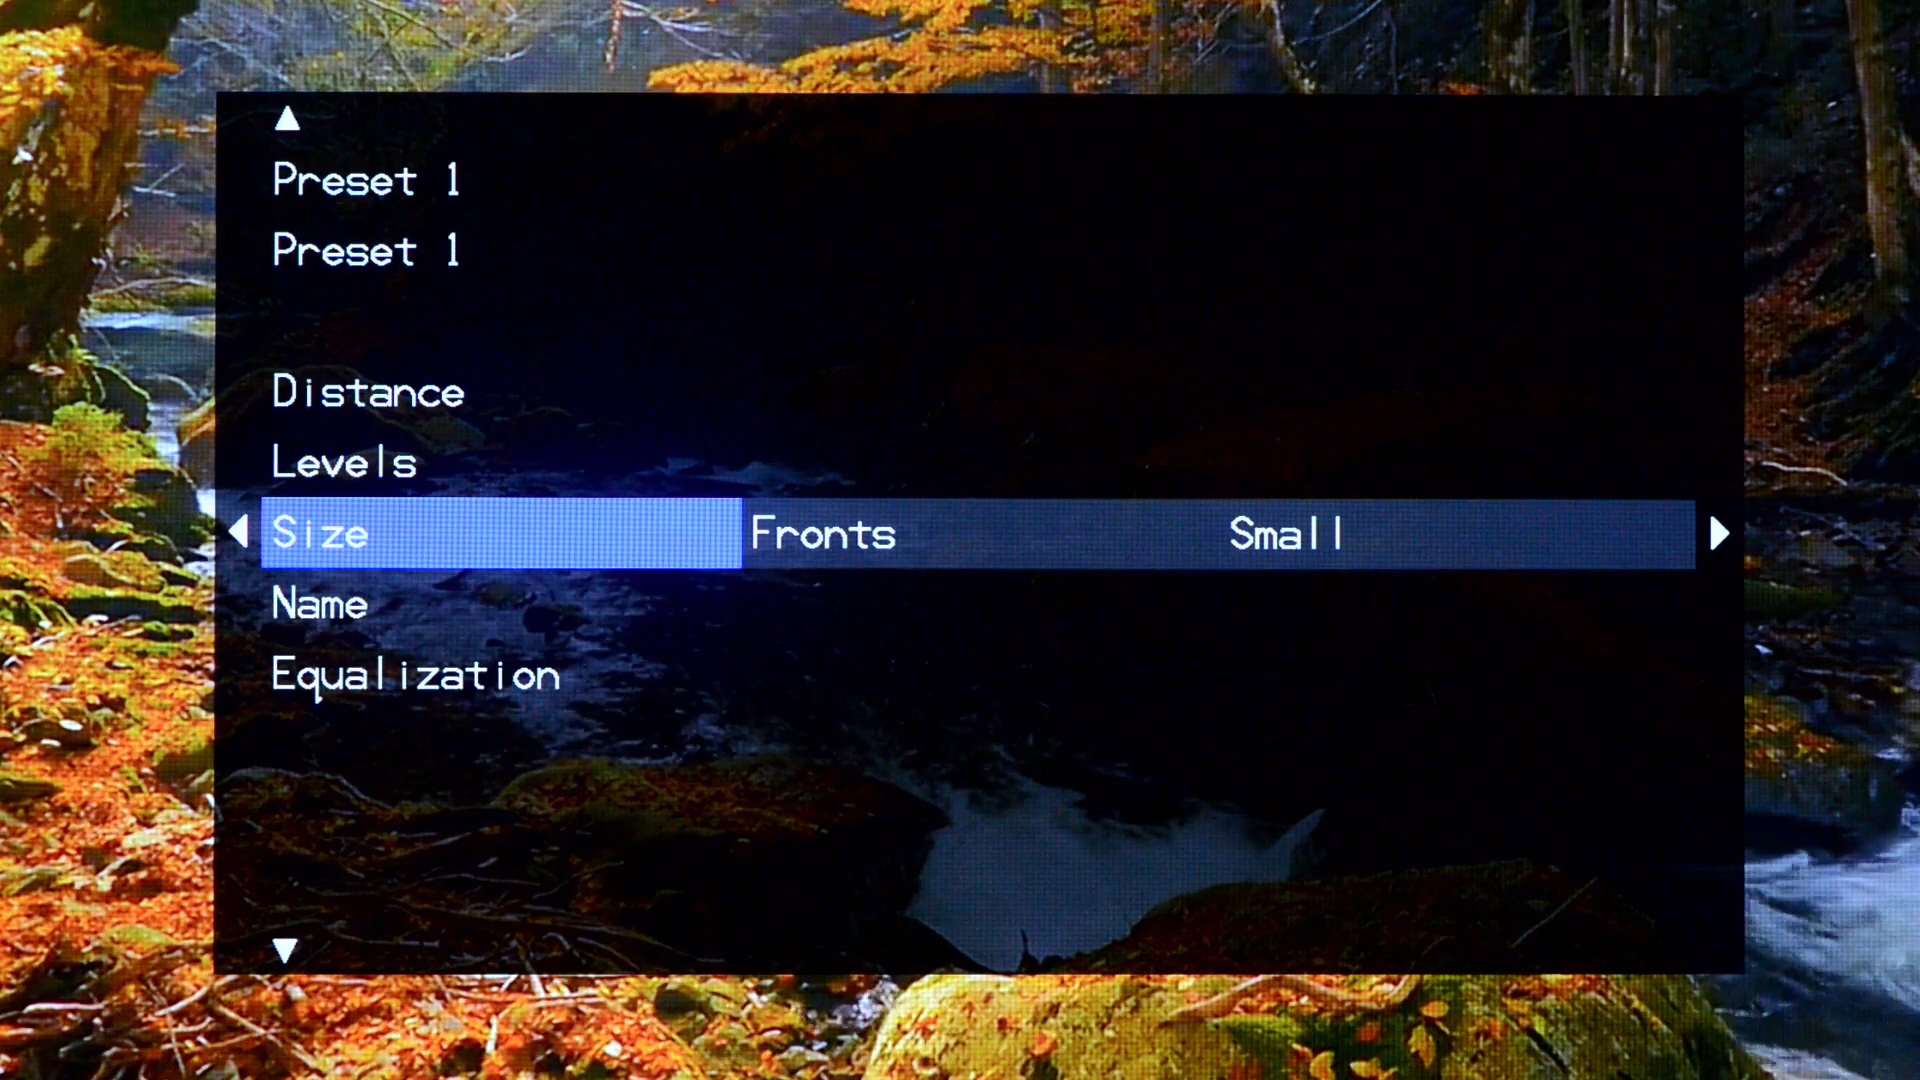 Preset 1
Preset 1
Distance
Levels
Size Fronts Small
Name
Equalization